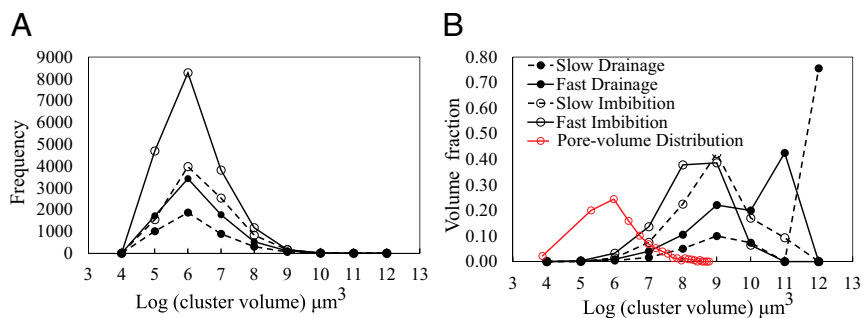 A
9000
8000
7000
6000
5000
4000
3000
2000
1000
0
Frequency
3 4 5 6 7 8 9 10 11 12 13
Log (cluster volume) μm³
B
0.80
0.70
0.60
0.50
0.40
0.30
0.20
0.10
0.00
Volume fraction
Slow Drainage
Fast Drainage
Slow Imbibition
Fast Imbibition
Pore-volume Distribution
3 4 5 6 7 8 9 10 11 12 13
Log (cluster volume) μm³